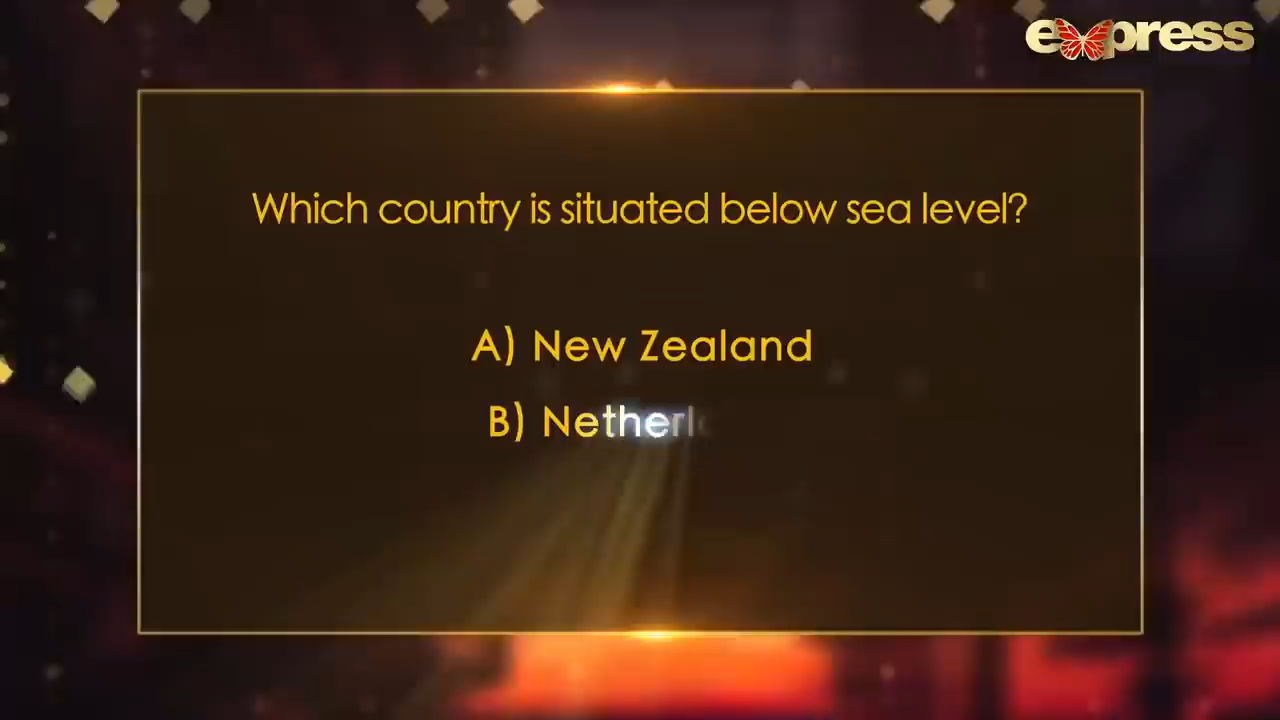 express
Which country is situated below sea level?
A) New Zealand
B) Netherl